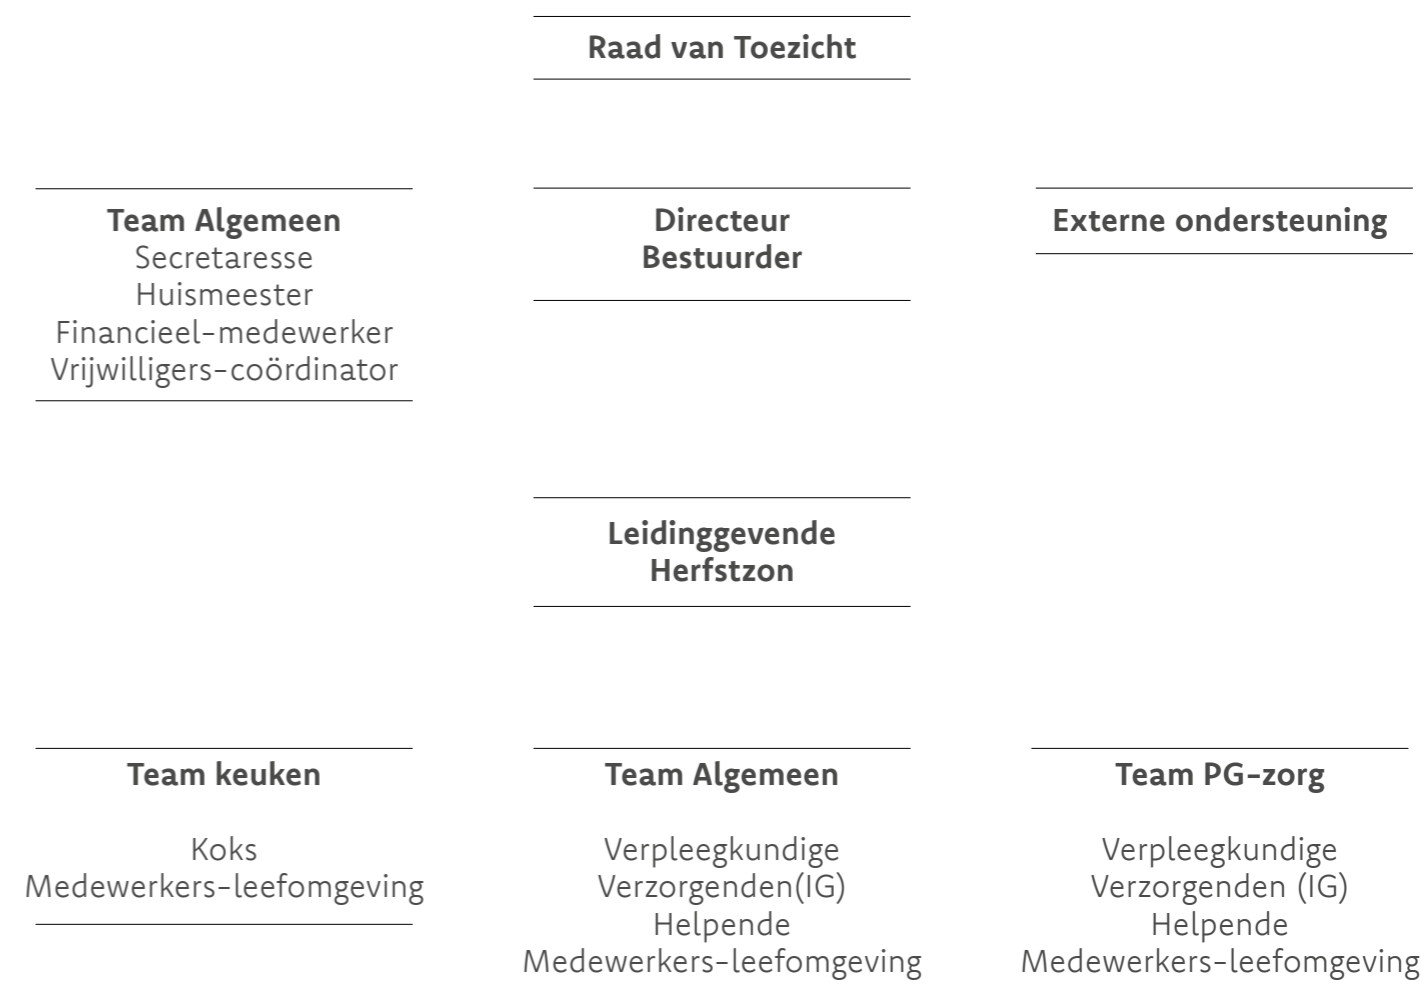 Raad van Toezicht
Team Algemeen
Secretaresse
Huismeester
Financieel-medewerker
Vrijwilligers-coördinator
Directeur
Bestuurder
Externe ondersteuning
Leidinggevende
Herfstzon
Team keuken
Koks
Medewerkers-leefomgeving
Team Algemeen
Verpleegkundige
Verzorgenden(IG)
Helpende
Medewerkers-leefomgeving
Team PG-zorg
Verpleegkundige
Verzorgenden (IG)
Helpende
Medewerkers-leefomgeving